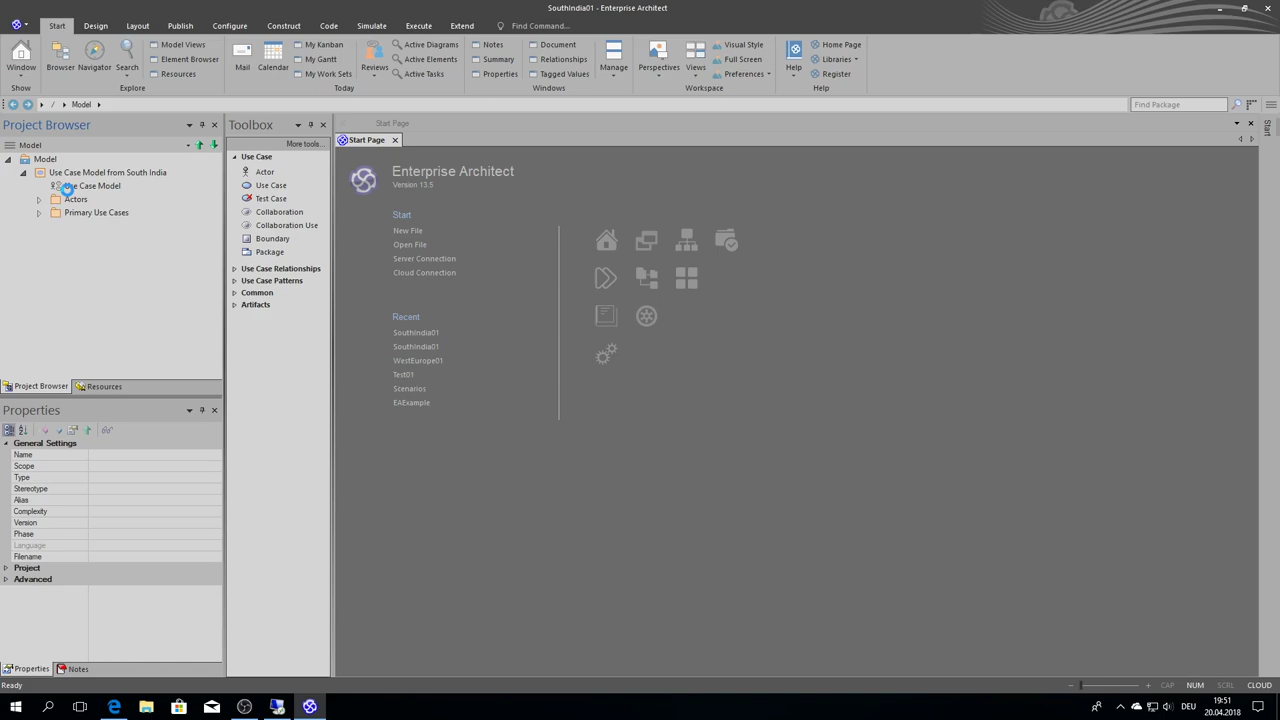 SouthIndia01 - Enterprise Architect
Start Design Layout Publish Configure Construct Code Simulate Execute Extend Find Command...
Window
Show
Browser
Navigator
Search
Model Views
Element Browser
Resources
Explore
Mail
Calendar
My Kanban
My Gantt
My Work Sets
Today
Reviews
Active Diagrams
Active Elements
Active Tasks
Notes
Summary
Properties
Document
Relationships
Tagged Values
Windows
Manage
Perspectives
Views
Visual Style
Full Screen
Preferences
Workspace
Help
Home Page
Libraries
Register
Help
/ Model
Find Package
Project Browser
Model
Model
Use Case Model from South India
Case Model
Actors
Primary Use Cases
Project Browser Resources
Properties
General Settings
Name
Scope
Type
Stereotype
Alias
Complexity
Version
Phase
Language
Filename
Project
Advanced
Properties Notes
Toolbox
More tools...
Use Case
Actor
Use Case
Test Case
Collaboration
Collaboration Use
Boundary
Package
Use Case Relationships
Use Case Patterns
Common
Artifacts
Start Page
Start Page
Enterprise Architect
Version 13.5
Start
New File
Open File
Server Connection
Cloud Connection
Recent
SouthIndia01
SouthIndia01
WestEurope01
Test01
Scenarios
EAExample
Start Page
Ready
CAP NUM SCRL CLOUD
DEU
19:51
20.04.2018